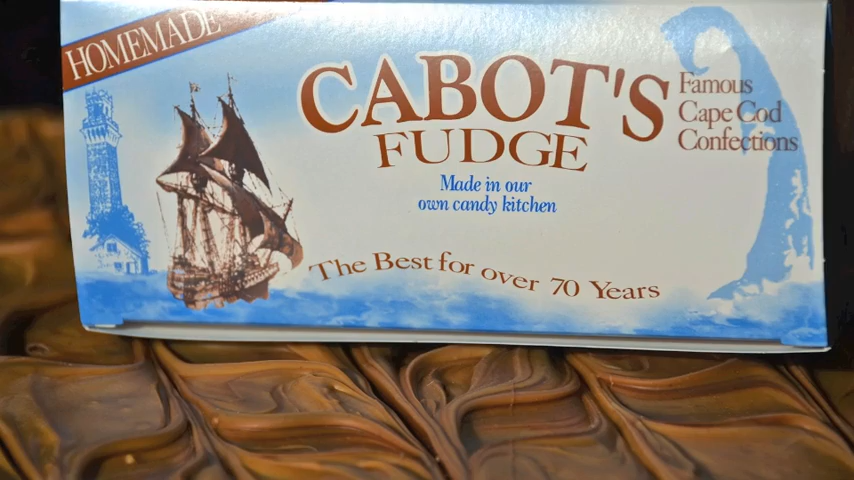 HOMEMADE
CABOT'S
FUDGE
Famous
Cape Cod
Confections
Made in our
own candy kitchen
The Best for over 70 Years